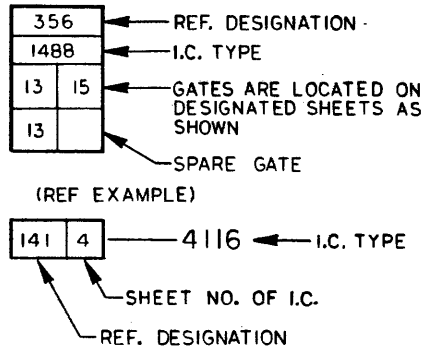 356 REF. DESIGNATION
1488 I.C. TYPE
13 15 GATES ARE LOCATED ON
DESIGNATED SHEETS AS
13 SHOWN
SPARE GATE
(REF EXAMPLE)
141 4 4116 I.C. TYPE
SHEET NO. OF I.C.
REF. DESIGNATION